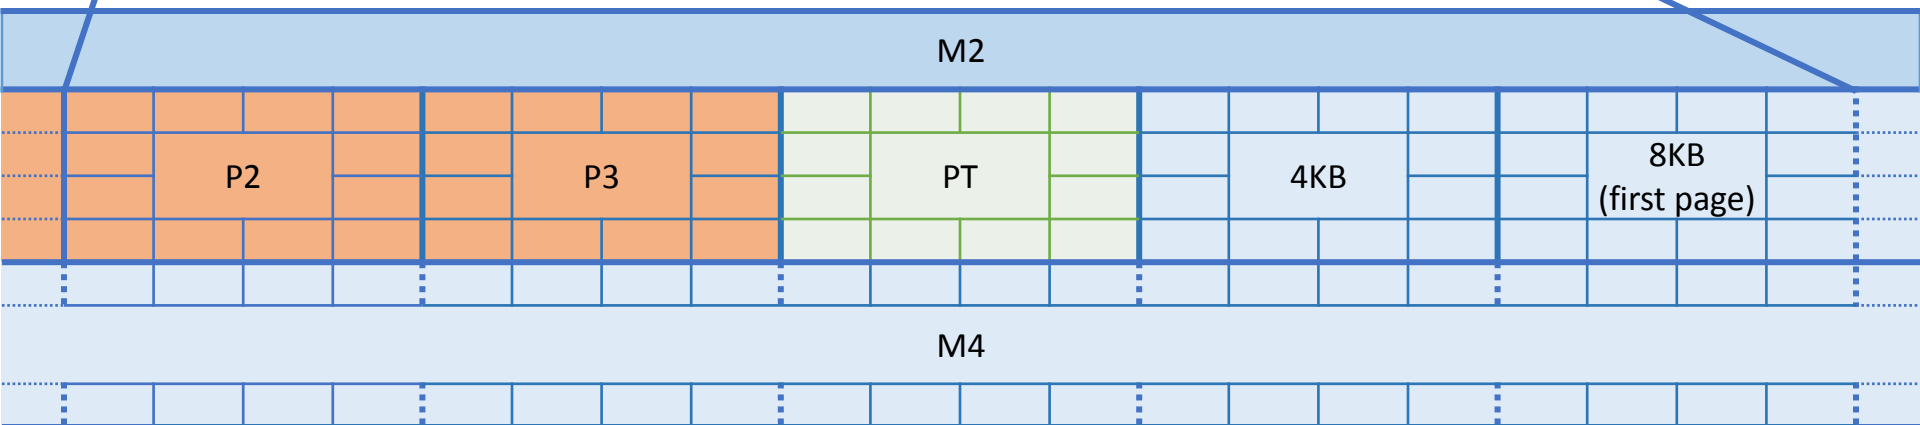 M2
P2
P3
PT
4KB
8KB
(first page)
M4